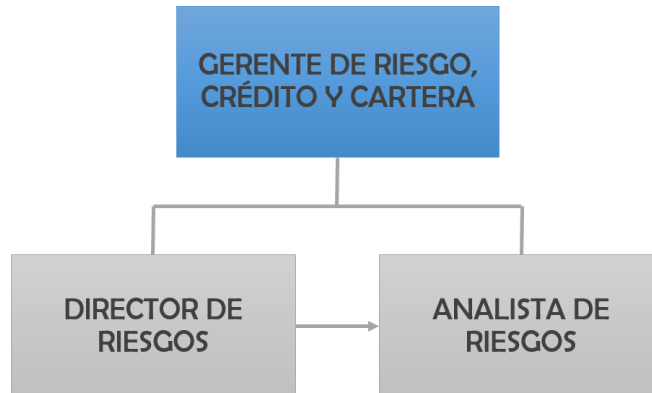 GERENTE DE RIESGO,
CRÉDITO Y CARTERA
DIRECTOR DE
RIESGOS
ANALISTA DE
RIESGOS